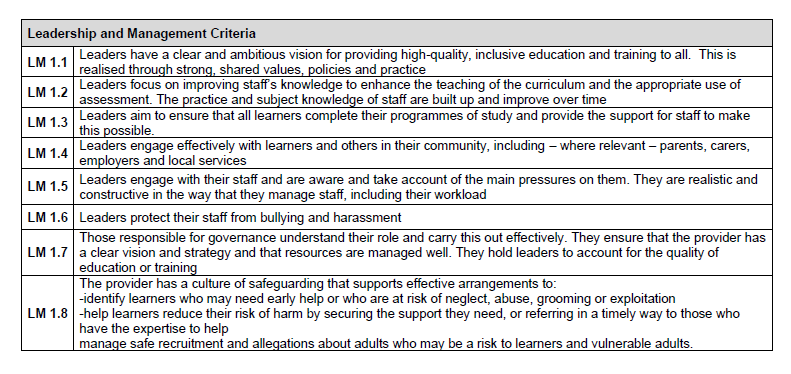 Leadership and Management Criteria
LM 1.1 Leaders have a clear and ambitious vision for providing high-quality, inclusive education and training to all.  This is
realised through strong, shared values, policies and practice
LM 1.2 Leaders focus on improving staff's knowledge to enhance the teaching of the curriculum and the appropriate use of
assessment. The practice and subject knowledge of staff are built up and improve over time
LM 1.3 Leaders aim to ensure that all learners complete their programmes of study and provide the support for staff to make
this possible.
LM 1.4 Leaders engage effectively with learners and others in their community, including – where relevant – parents, carers,
employers and local services
LM 1.5 Leaders engage with their staff and are aware and take account of the main pressures on them. They are realistic and
constructive in the way that they manage staff, including their workload
LM 1.6 Leaders protect their staff from bullying and harassment
LM 1.7 Those responsible for governance understand their role and carry this out effectively. They ensure that the provider has
a clear vision and strategy and that resources are managed well. They hold leaders to account for the quality of
education or training
LM 1.8 The provider has a culture of safeguarding that supports effective arrangements to:
-identify learners who may need early help or who are at risk of neglect, abuse, grooming or exploitation
-help learners reduce their risk of harm by securing the support they need, or referring in a timely way to those who
have the expertise to help
manage safe recruitment and allegations about adults who may be a risk to learners and vulnerable adults.